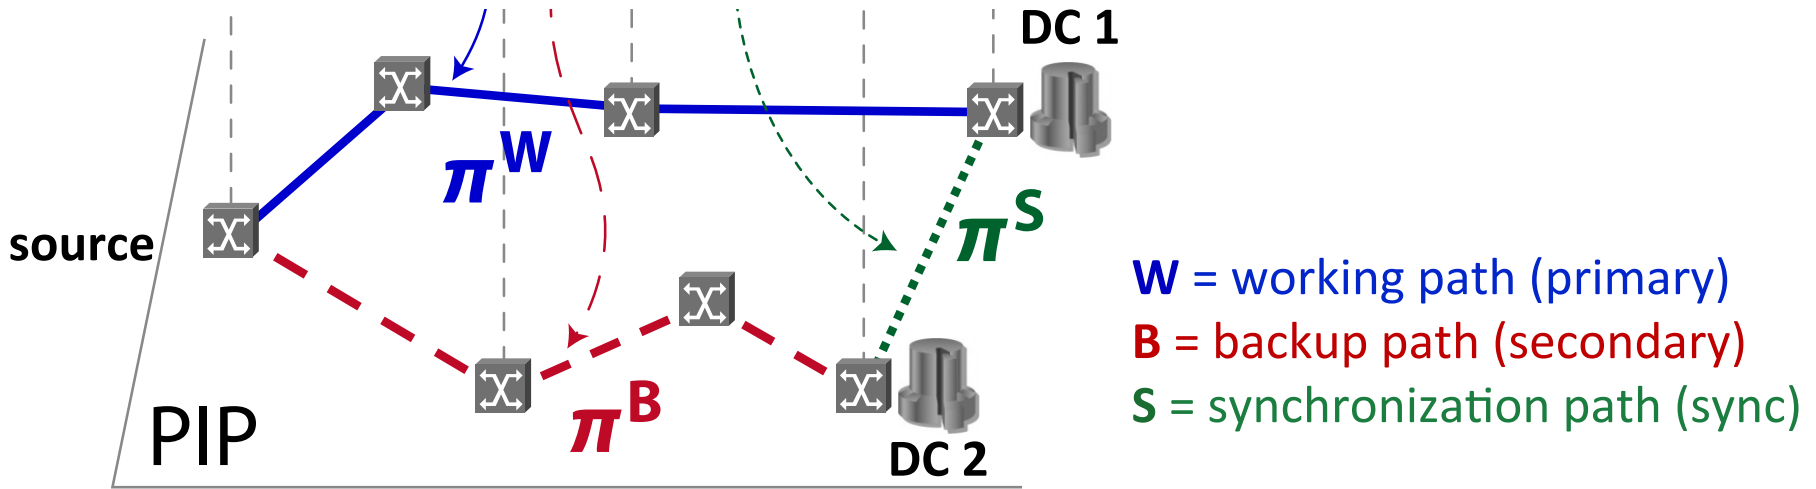 DC 1
π^W
source
π^S
W = working path (primary)
B = backup path (secondary)
S = synchronization path (sync)
π^B
PIP
DC 2